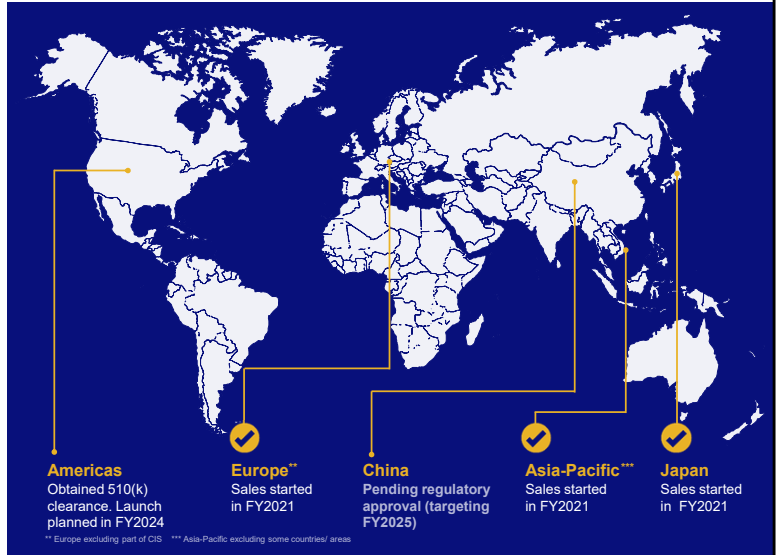 Americas
Obtained 510(k)
clearance. Launch
planned in FY2024
Europe**
Sales started
in FY2021
China
Pending regulatory
approval (targeting
FY2025)
Asia-Pacific***
Sales started
in FY2021
Japan
Sales started
in FY2021
** Europe excluding part of CIS *** Asia-Pacific excluding some countries/ areas